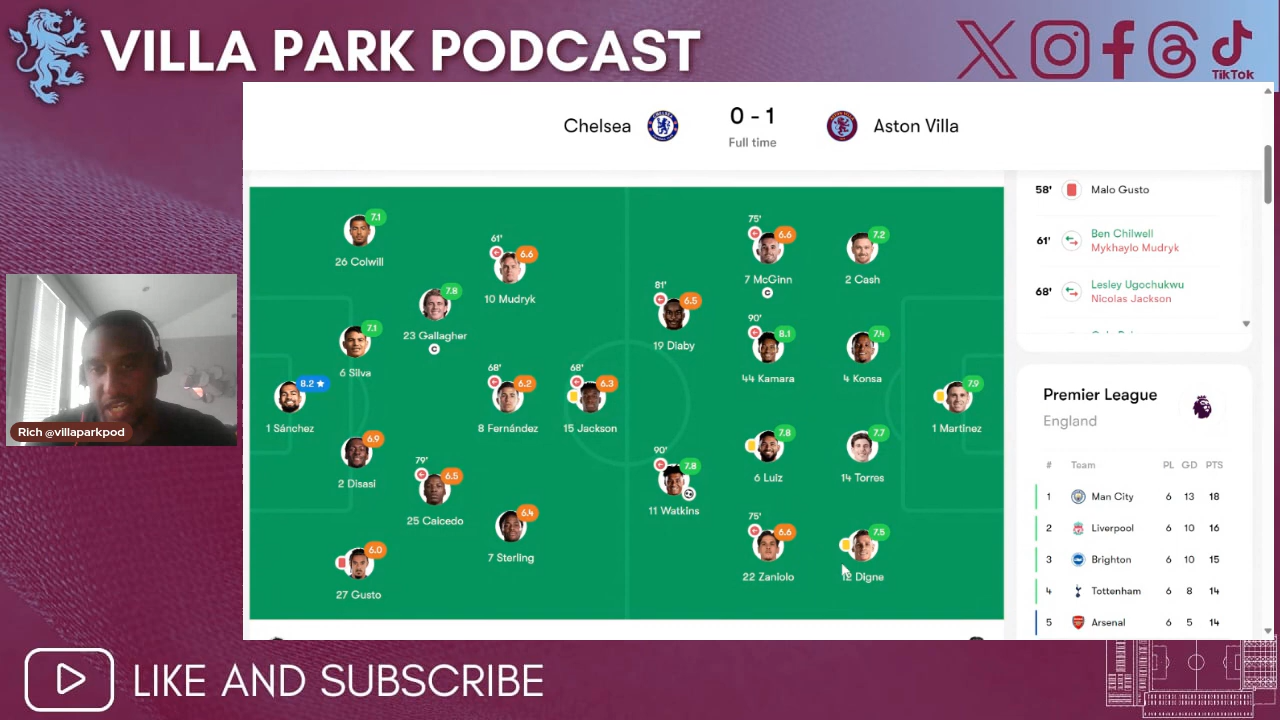 VILLA PARK PODCAST
TikTok
Chelsea
0 - 1
Aston Villa
Full time
7.1
26 Colwill
61'
6.6
10 Mudryk
7.8
23 Gallagher
C
7.1
6 Silva
8.2 ★
1 Sánchez
68'
6.2
8 Fernández
68'
6.3
15 Jackson
6.9
2 Disasi
79'
6.5
25 Caicedo
6.4
7 Sterling
6.0
27 Gusto
75'
6.6
7 McGinn
C
7.2
2 Cash
81'
6.5
19 Diaby
90'
8.1
44 Kamara
7.4
4 Konsa
7.9
1 Martinez
90'
7.8
11 Watkins
7.8
6 Luiz
7.7
14 Torres
75'
6.6
22 Zaniolo
7.5
12 Digne
58'
Malo Gusto
61'
Ben Chilwell
Mykhaylo Mudryk
68'
Lesley Ugochukwu
Nicolas Jackson
Premier League
England
# Team PL GD PTS
1 Man City 6 13 18
2 Liverpool 6 10 16
3 Brighton 6 10 15
4 Tottenham 6 8 14
5 Arsenal 6 5 14
Rich @villaparkpod
LIKE AND SUBSCRIBE